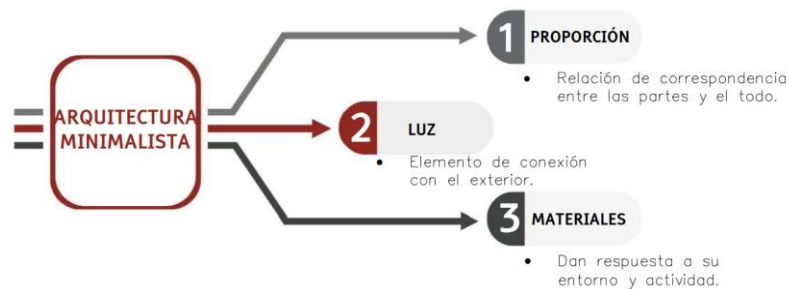 ARQUITECTURA
MINIMALISTA
1 PROPORCIÓN
• Relación de correspondencia
entre las partes y el todo.
2 LUZ
• Elemento de conexión
con el exterior.
3 MATERIALES
• Dan respuesta a su
entorno y actividad.